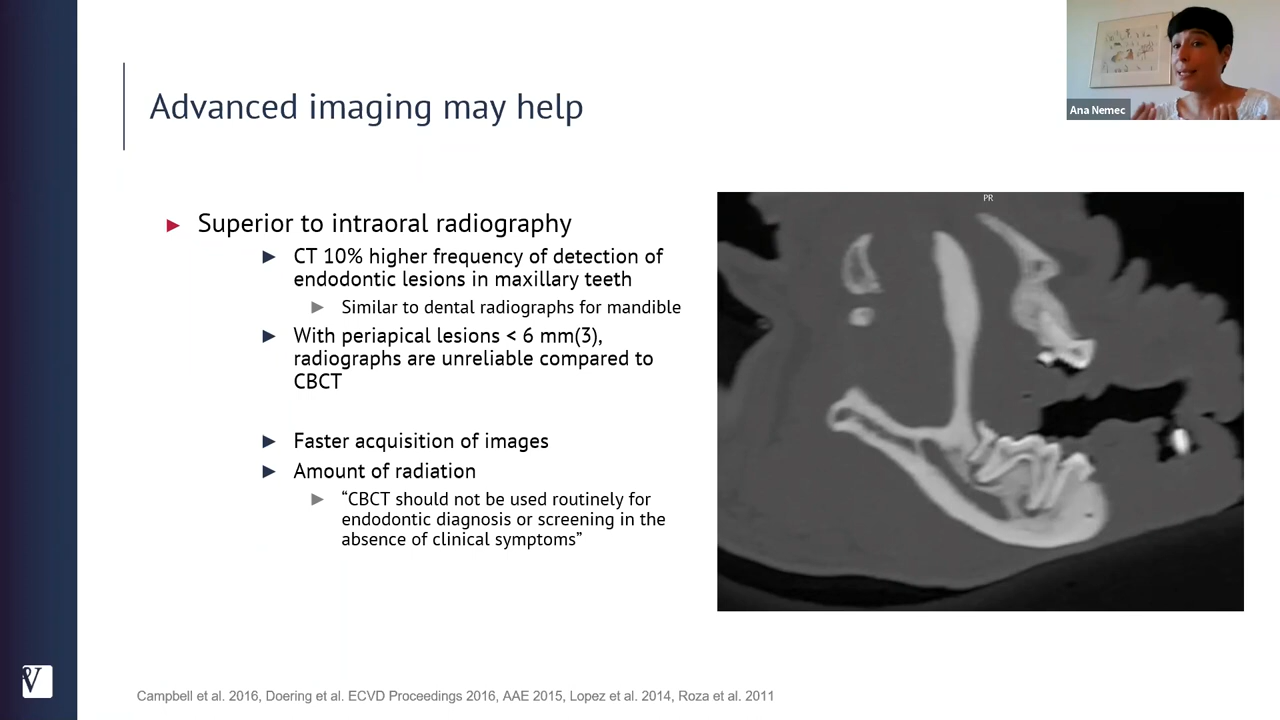 Advanced imaging may help
Ana Nemec
Superior to intraoral radiography
CT 10% higher frequency of detection of
endodontic lesions in maxillary teeth
Similar to dental radiographs for mandible
With periapical lesions < 6 mm(3),
radiographs are unreliable compared to
CBCT
Faster acquisition of images
Amount of radiation
“CBCT should not be used routinely for
endodontic diagnosis or screening in the
absence of clinical symptoms”
PR
Campbell et al. 2016, Doering et al. ECVD Proceedings 2016, AAE 2015, Lopez et al. 2014, Roza et al. 2011